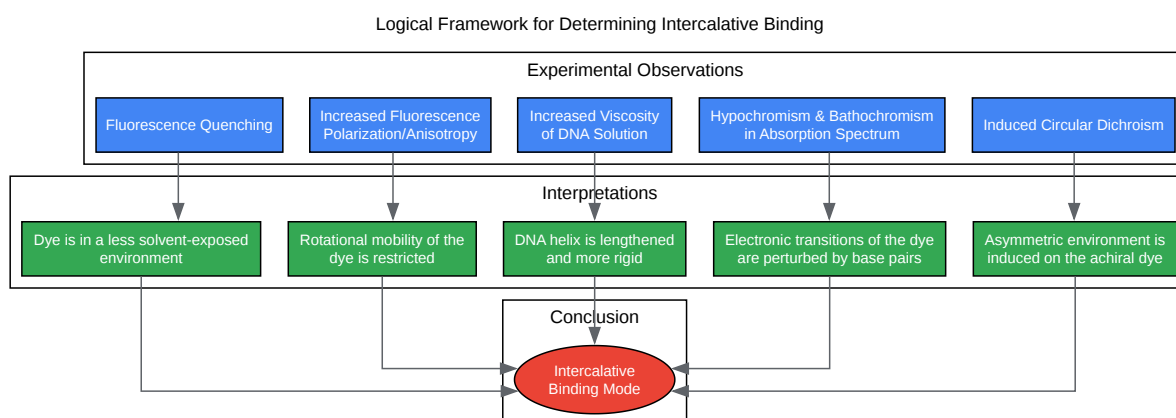 Logical Framework for Determining Intercalative Binding
Experimental Observations
Fluorescence Quenching
Increased Fluorescence
Polarization/Anisotropy
Increased Viscosity
of DNA Solution
Hypochromism & Bathochromism
in Absorption Spectrum
Induced Circular Dichroism
Interpretations
Dye is in a less solvent-exposed
environment
Rotational mobility of the
dye is restricted
DNA helix is lengthened
and more rigid
Electronic transitions of the dye
are perturbed by base pairs
Asymmetric environment is
induced on the achiral dye
Conclusion
Intercalative
Binding Mode